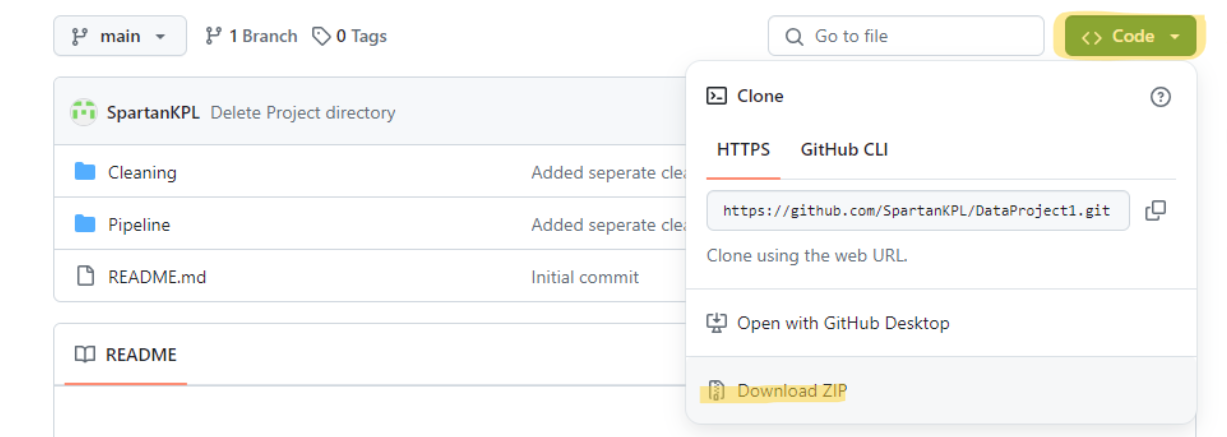 main 1 Branch 0 Tags Go to file <> Code
SpartanKPL Delete Project directory
Cleaning Added seperate clea
Pipeline Added seperate clea
README.md Initial commit
README
Clone
HTTPS GitHub CLI
https://github.com/SpartanKPL/DataProject1.git
Clone using the web URL.
Open with GitHub Desktop
Download ZIP